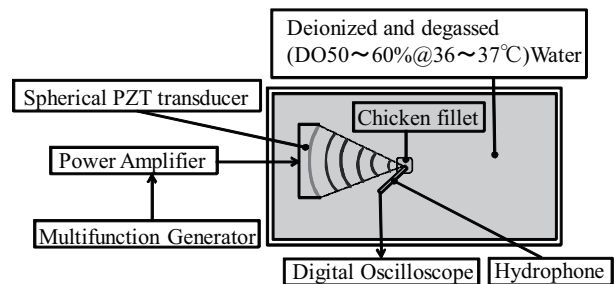 Deionized and degassed
(DO50～60%@36～37℃)Water
Spherical PZT transducer
Chicken fillet
Power Amplifier
Multifunction Generator
Digital Oscilloscope
Hydrophone